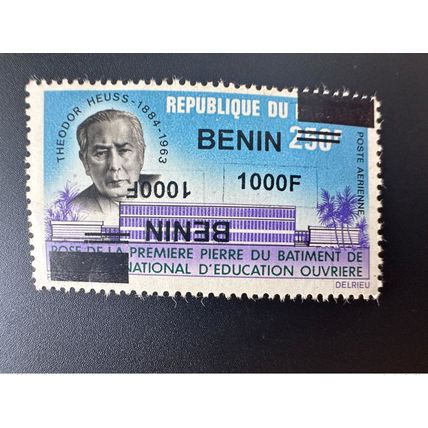 THEODOR HEUSS-1884-1963
REPUBLIQUE DU
BENIN 250F
1000F
1000F
BENIN
POSTE AERIENNE
POSE DE LA PREMIERE PIERRE DU BATIMENT DE
NATIONAL D'EDUCATION OUVRIERE
DELRIEU